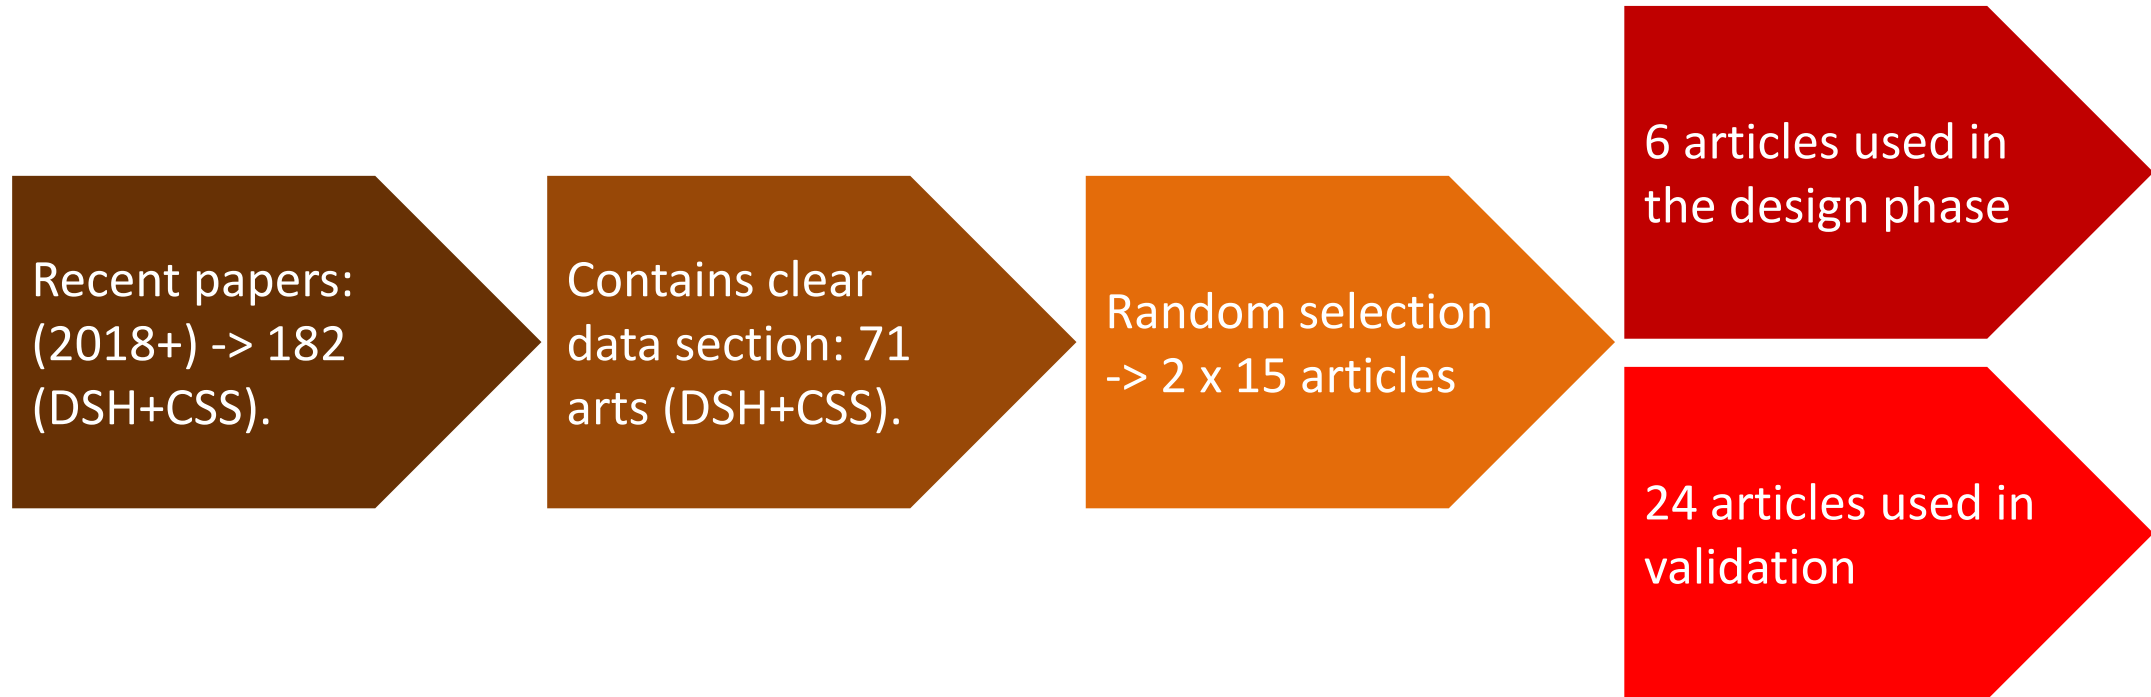 Recent papers:
(2018+) -> 182
(DSH+CSS).
Contains clear
data section: 71
arts (DSH+CSS).
Random selection
-> 2 x 15 articles
6 articles used in
the design phase
24 articles used in
validation